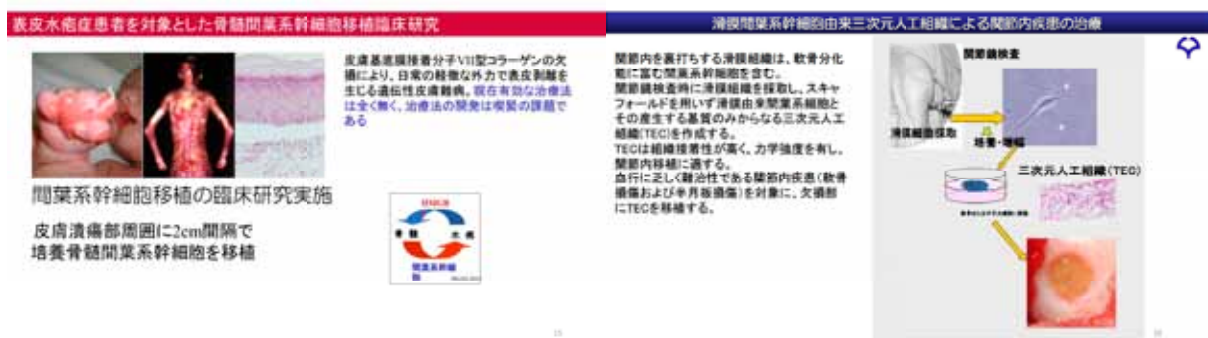 表皮水疱症患者を対象とした骨髄間葉系幹細胞移植臨床研究
皮膚基底膜接着分子VII型コラーゲンの欠
損により、日常の軽微な外力で表皮剥離を
生じる遺伝性皮膚難病。現在有効な治療法
は全く無く、治療法の開発は喫緊の課題で
ある
間葉系幹細胞移植の臨床研究実施
皮膚潰瘍部周囲に2cm間隔で
培養骨髄間葉系幹細胞を移植
骨髄
水疱
間葉系幹細
胞
15
滑膜間葉系幹細胞由来三次元人工組織による関節内疾患の治療
関節内を裏打ちする滑膜組織は、軟骨分化
能に富む間葉系幹細胞を含む。
関節鏡検査時に滑膜組織を採取し、スキャ
フォールドを用いず滑膜由来間葉系細胞と
その産生する基質のみからなる三次元人工
組織(TEC)を作成する。
TECは組織接着性が高く、力学強度を有し、
関節内移植に適する。
血行に乏しく難治性である関節内疾患(軟骨
損傷および半月板損傷)を対象に、欠損部
にTECを移植する。
関節鏡検査
滑膜細胞採取
培養・増幅
三次元人工組織(TEC)
16